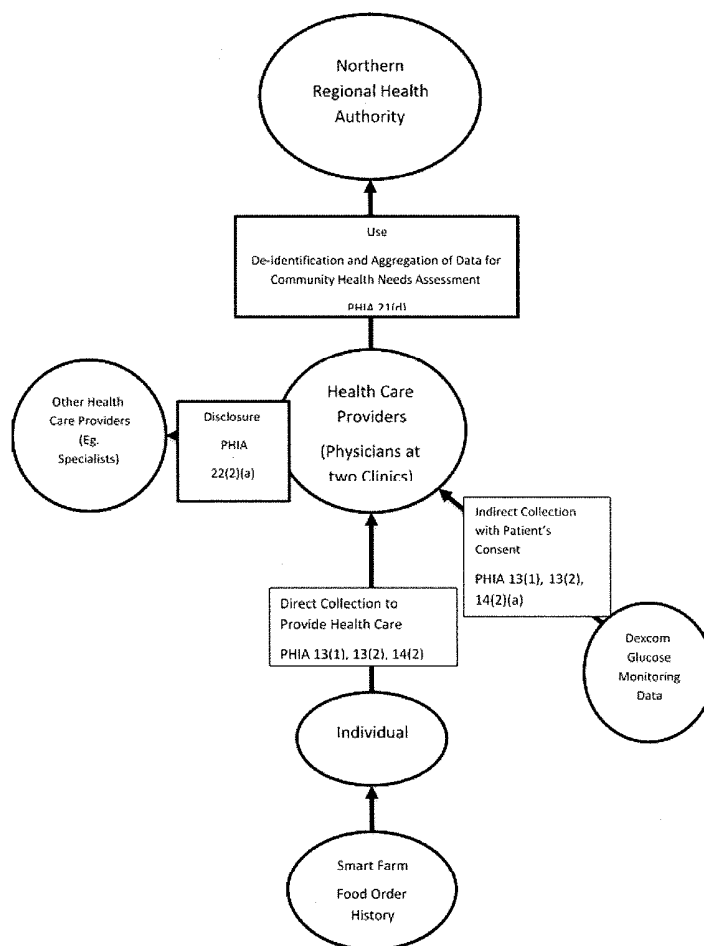 Northern
Regional Health
Authority
Use
De-identification and Aggregation of Data for
Community Health Needs Assessment
PHIA 21(d)
Other Health
Care Providers
(Eg.
Specialists)
Disclosure
PHIA
22(2)(a)
Health Care
Providers
(Physicians at
two Clinics)
Indirect Collection
with Patient's
Consent
PHIA 13(1), 13(2),
14(2)(a)
Direct Collection to
Provide Health Care
PHIA 13(1), 13(2), 14(2)
Dexcom
Glucose
Monitoring
Data
Individual
Smart Farm
Food Order
History